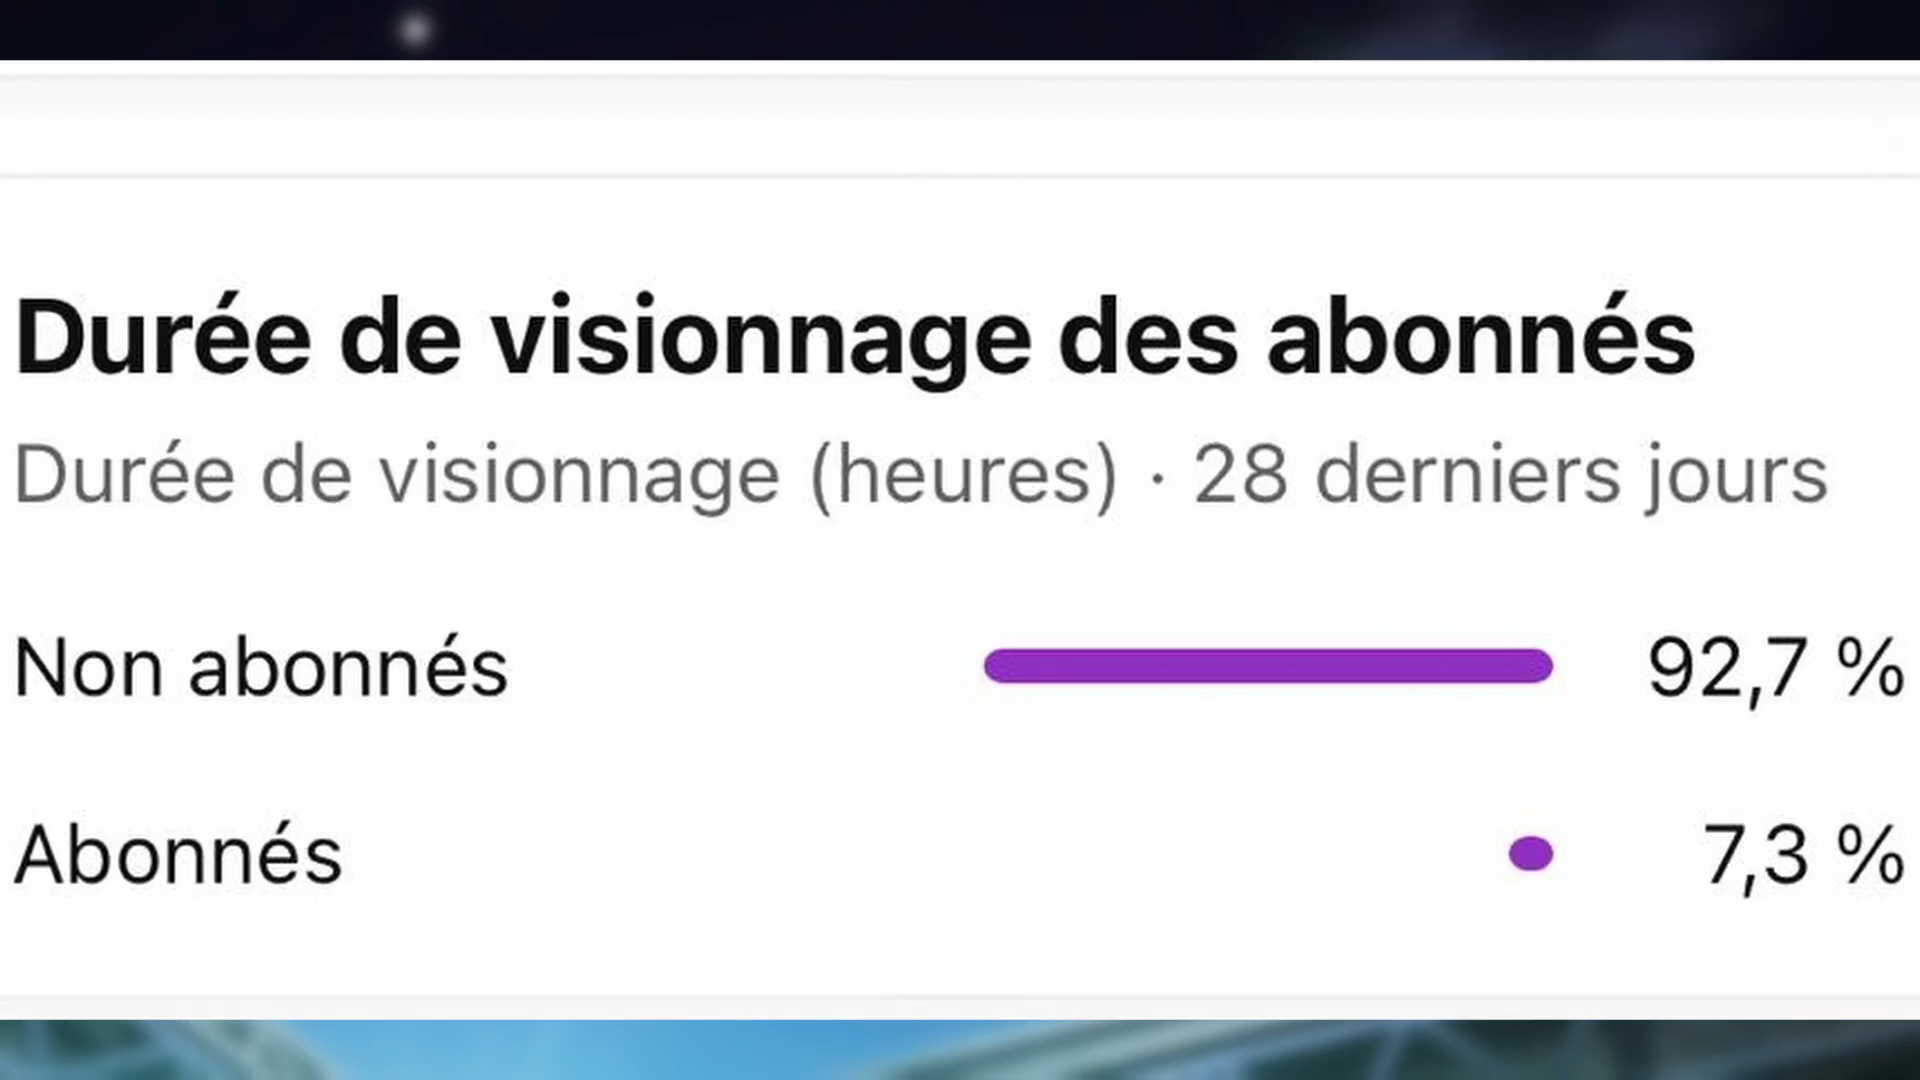 Durée de visionnage des abonnés
Durée de visionnage (heures) · 28 derniers jours
Non abonnés 92,7 %
Abonnés 7,3 %